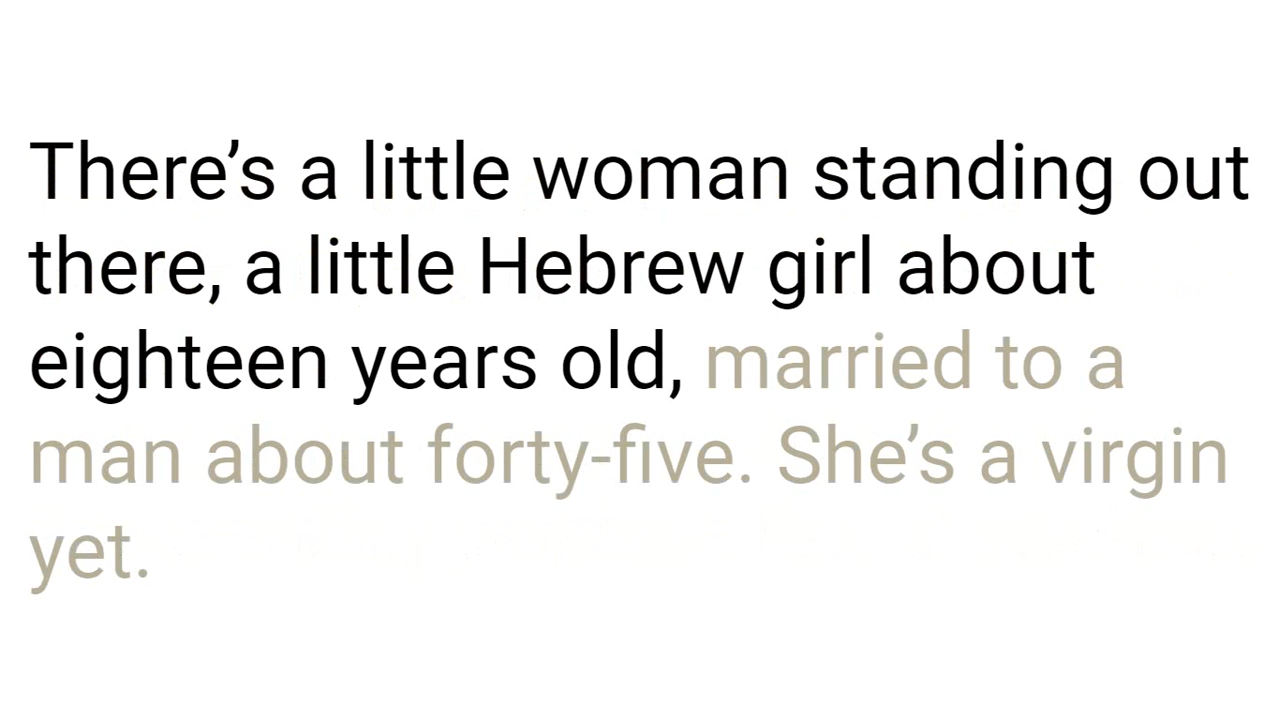 There’s a little woman standing out
there, a little Hebrew girl about
eighteen years old, married to a
man about forty-five. She’s a virgin
yet.